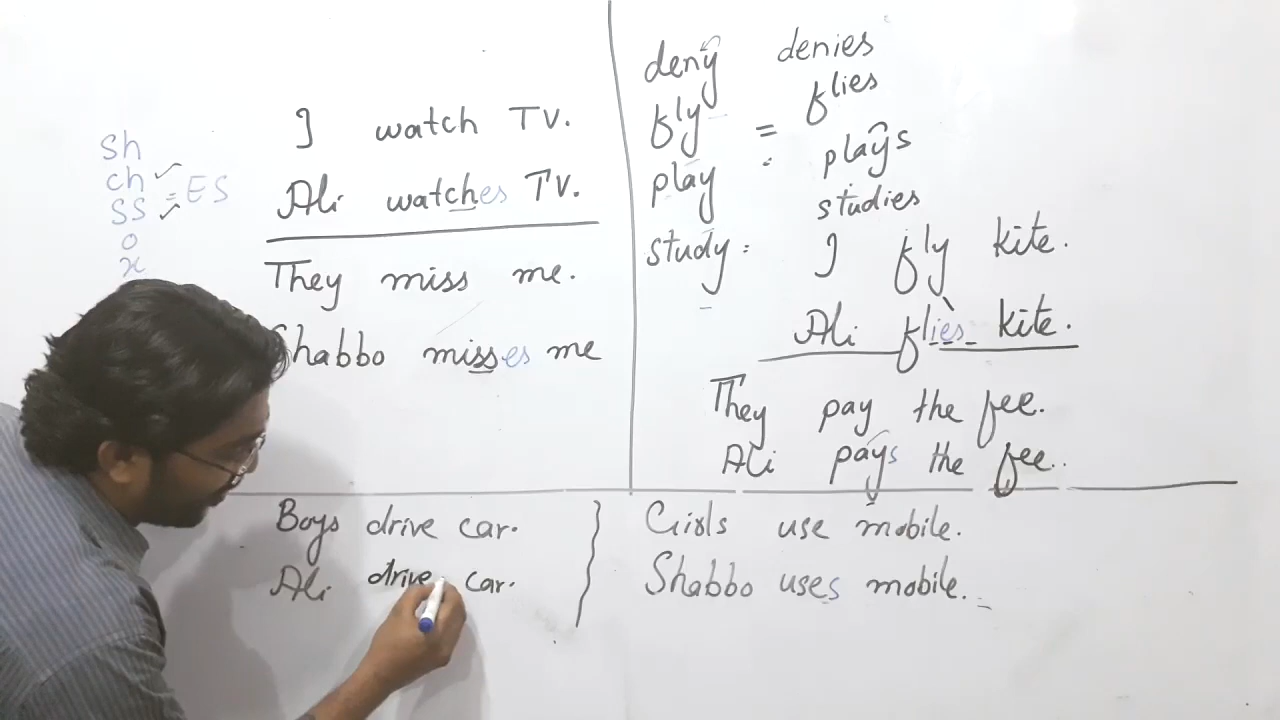 Sh
ch
SS = ES
o
x
I watch TV.
Ali watches TV.
They miss me.
Shabbo misses me
deny denies
fly = flies
play : plays
study : studies
I fly kite.
Ali flies kite.
They pay the fee.
Ali pays the fee.
Boys drive car.
Ali drive car.
Girls use mobile.
Shabbo uses mobile.